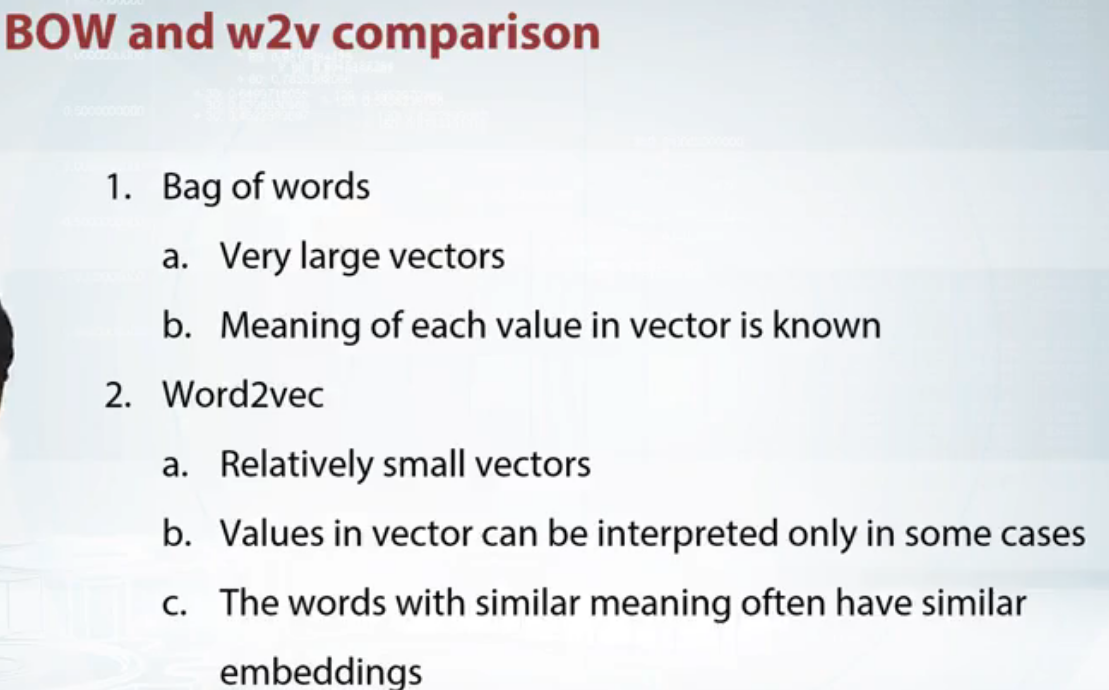 BOW and w2v comparison
1. Bag of words
a. Very large vectors
b. Meaning of each value in vector is known
2. Word2vec
a. Relatively small vectors
b. Values in vector can be interpreted only in some cases
c. The words with similar meaning often have similar
embeddings